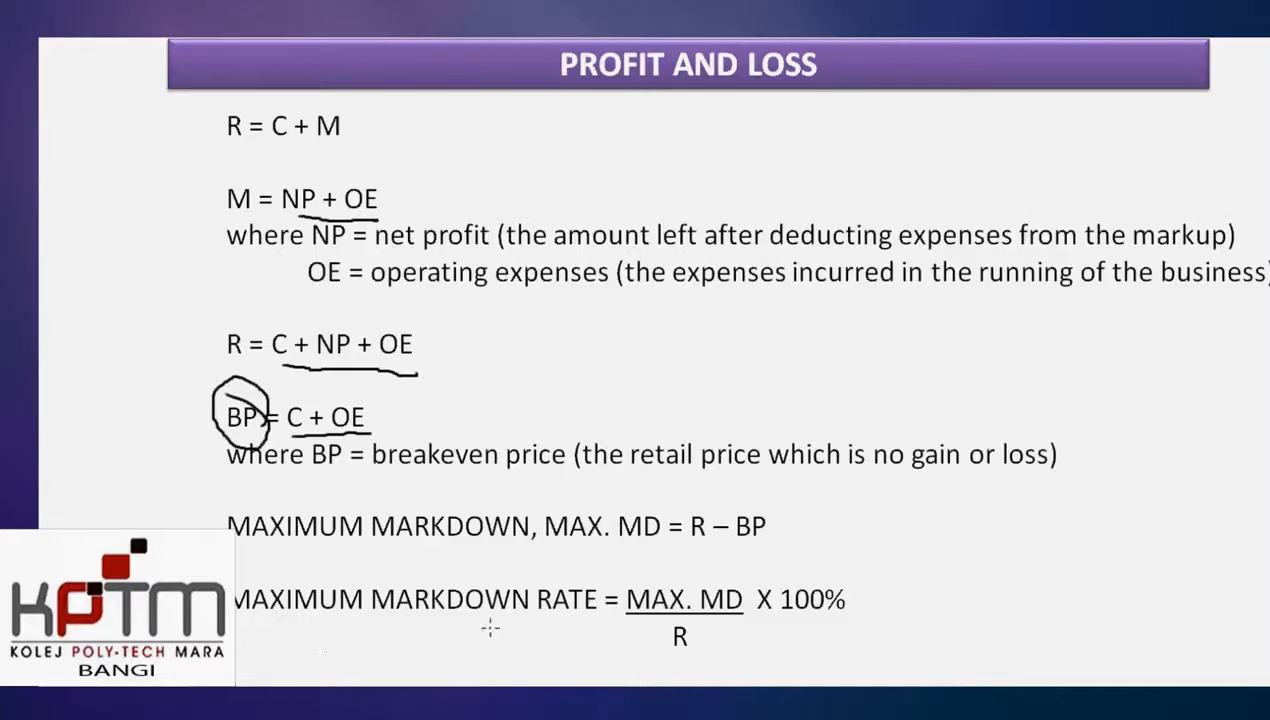 PROFIT AND LOSS
R = C + M
M = NP + OE
where NP = net profit (the amount left after deducting expenses from the markup)
OE = operating expenses (the expenses incurred in the running of the business)
R = C + NP + OE
BP = C + OE
where BP = breakeven price (the retail price which is no gain or loss)
MAXIMUM MARKDOWN, MAX. MD = R – BP
MAXIMUM MARKDOWN RATE = MAX. MD X 100%
R
KPTM
KOLEJ POLY-TECH MARA
BANGI